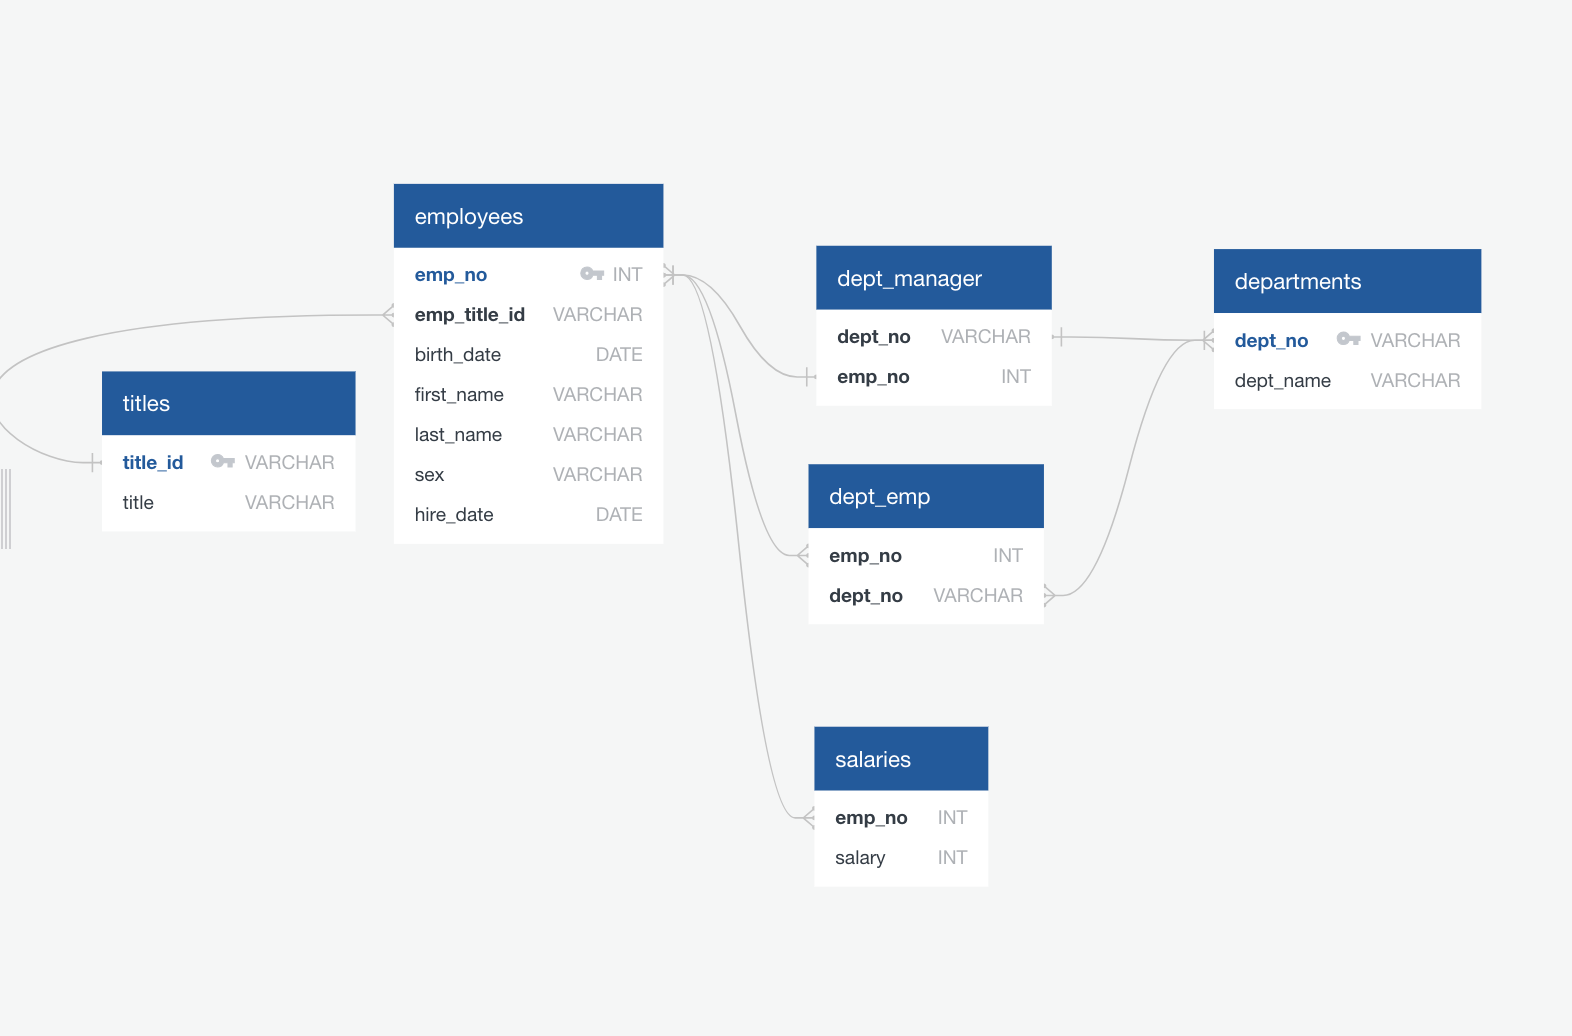 employees
emp_no INT
emp_title_id VARCHAR
birth_date DATE
first_name VARCHAR
last_name VARCHAR
sex VARCHAR
hire_date DATE
titles
title_id VARCHAR
title VARCHAR
dept_manager
dept_no VARCHAR
emp_no INT
departments
dept_no VARCHAR
dept_name VARCHAR
dept_emp
emp_no INT
dept_no VARCHAR
salaries
emp_no INT
salary INT